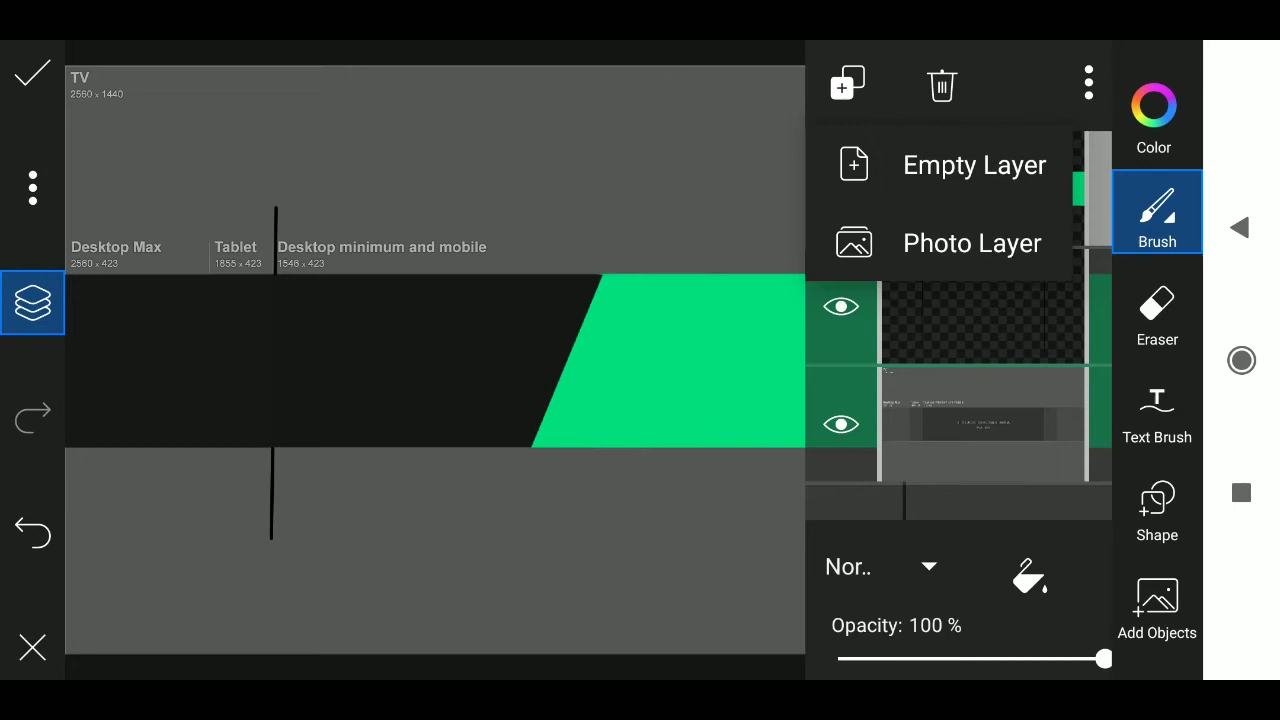 TV
2560 x 1440
Desktop Max
2560 x 423
Tablet
1855 x 423
Desktop minimum and mobile
1546 x 423
Empty Layer
Photo Layer
Nor..
Opacity: 100 %
Color
Brush
Eraser
Text Brush
Shape
Add Objects